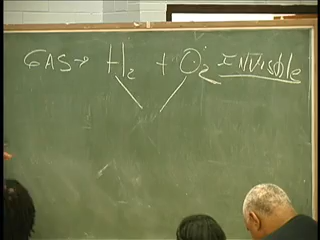 GAS→ H₂ + O₂ INVISible